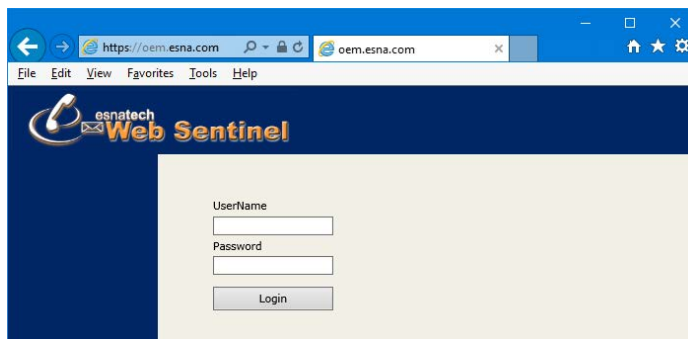 https://oem.esna.com
oem.esna.com
File Edit View Favorites Tools Help
esnatech
Web Sentinel
UserName
Password
Login